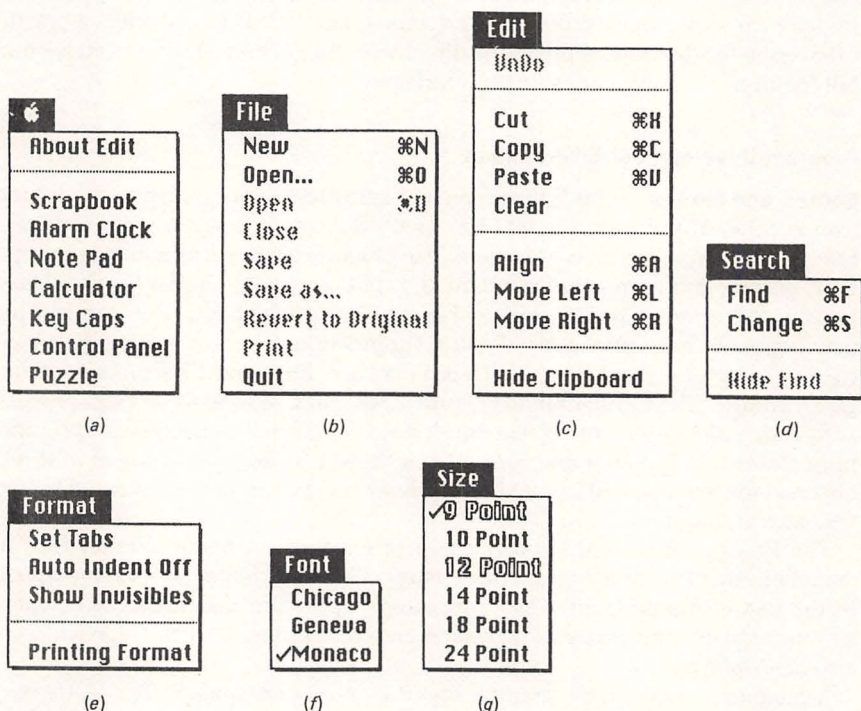 About Edit
Scrapbook
Alarm Clock
Note Pad
Calculator
Key Caps
Control Panel
Puzzle
(a)
File
New ⌘N
Open... ⌘O
Open ⌘D
Close
Save
Save as...
Revert to Original
Print
Quit
(b)
Edit
UnDo
Cut ⌘X
Copy ⌘C
Paste ⌘V
Clear
Align ⌘A
Move Left ⌘L
Move Right ⌘R
Hide Clipboard
(c)
Search
Find ⌘F
Change ⌘S
Hide Find
(d)
Format
Set Tabs
Auto Indent Off
Show Invisibles
Printing Format
(e)
Font
Chicago
Geneva
✓Monaco
(f)
Size
✓9 Point
10 Point
12 Point
14 Point
18 Point
24 Point
(g)